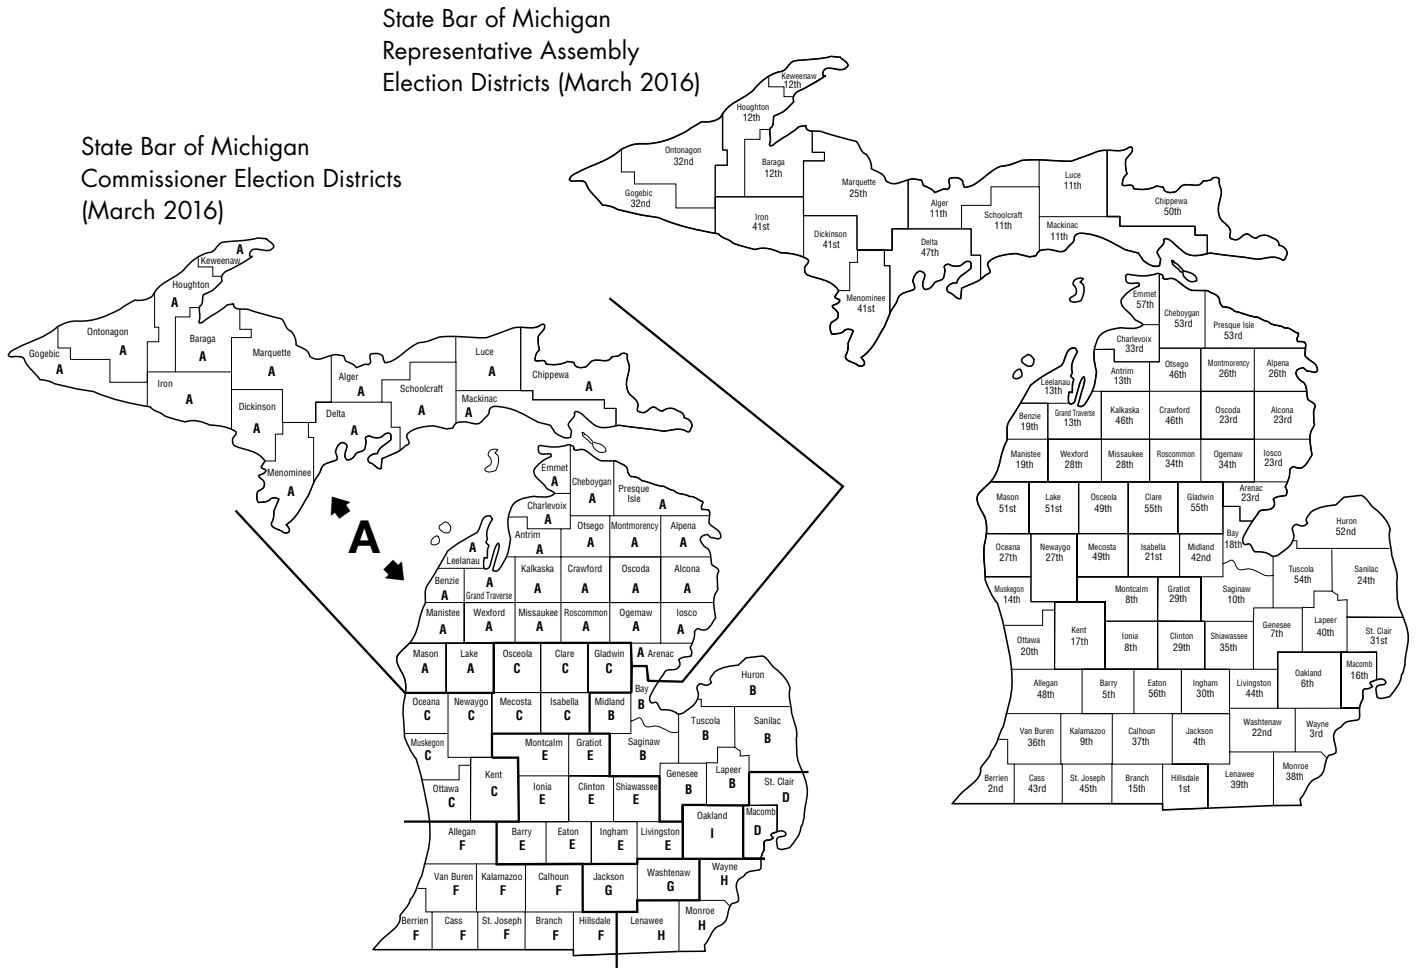 State Bar of Michigan
Representative Assembly
Election Districts (March 2016)
Keweenaw
12th
Houghton
12th
Ontonagon
32nd
Gogebic
32nd
Baraga
12th
Marquette
25th
Iron
41st
Dickinson
41st
Menominee
41st
Alger
11th
Delta
47th
Schoolcraft
11th
Luce
11th
Mackinac
11th
Chippewa
50th
Emmet
57th
Cheboygan
53rd
Presque Isle
53rd
Charlevoix
33rd
Antrim
13th
Otsego
46th
Montmorency
26th
Alpena
26th
Leelanau
13th
Benzie
19th
Grand Traverse
13th
Kalkaska
46th
Crawford
46th
Oscoda
23rd
Alcona
23rd
Manistee
19th
Wexford
28th
Missaukee
28th
Roscommon
34th
Ogemaw
34th
Iosco
23rd
Arenac
23rd
Mason
51st
Lake
51st
Osceola
49th
Clare
55th
Gladwin
55th
Bay
18th
Huron
52nd
Oceana
27th
Newaygo
27th
Mecosta
49th
Isabella
21st
Midland
42nd
Tuscola
54th
Sanilac
24th
Muskegon
14th
Montcalm
8th
Gratiot
29th
Saginaw
10th
Ottawa
20th
Kent
17th
Ionia
8th
Clinton
29th
Shiawassee
35th
Genesee
7th
Lapeer
40th
St. Clair
31st
Allegan
48th
Barry
5th
Eaton
56th
Ingham
30th
Livingston
44th
Oakland
6th
Macomb
16th
Van Buren
36th
Kalamazoo
9th
Calhoun
37th
Jackson
4th
Washtenaw
22nd
Wayne
3rd
Berrien
2nd
Cass
43rd
St. Joseph
45th
Branch
15th
Hillsdale
1st
Lenawee
39th
Monroe
38th
State Bar of Michigan
Commissioner Election Districts
(March 2016)
A
Keweenaw
Houghton
A
Ontonagon
A
Gogebic
A
Baraga
A
Marquette
A
Iron
A
Dickinson
A
Menominee
A
Alger
A
Delta
A
Schoolcraft
A
Luce
A
Mackinac
A
Chippewa
A
A
Emmet
A
Cheboygan
A
Presque
Isle
A
Charlevoix
A
Antrim
A
Otsego
A
Montmorency
A
Alpena
A
A
Leelanau
Benzie
A
A
Grand Traverse
Kalkaska
A
Crawford
A
Oscoda
A
Alcona
A
Manistee
A
Wexford
A
Missaukee
A
Roscommon
A
Ogemaw
A
Iosco
A
Mason
A
Lake
A
Osceola
C
Clare
C
Gladwin
C
A Arenac
Bay
B
Huron
B
Oceana
C
Newaygo
C
Mecosta
C
Isabella
C
Midland
B
Tuscola
B
Sanilac
B
Muskegon
C
Montcalm
E
Gratiot
E
Saginaw
B
Ottawa
C
Kent
C
Ionia
E
Clinton
E
Shiawassee
E
Genesee
B
Lapeer
B
St. Clair
D
Allegan
F
Barry
E
Eaton
E
Ingham
E
Livingston
E
Oakland
I
Macomb
D
Van Buren
F
Kalamazoo
F
Calhoun
F
Jackson
G
Washtenaw
G
Wayne
H
Berrien
F
Cass
F
St. Joseph
F
Branch
F
Hillsdale
F
Lenawee
H
Monroe
H